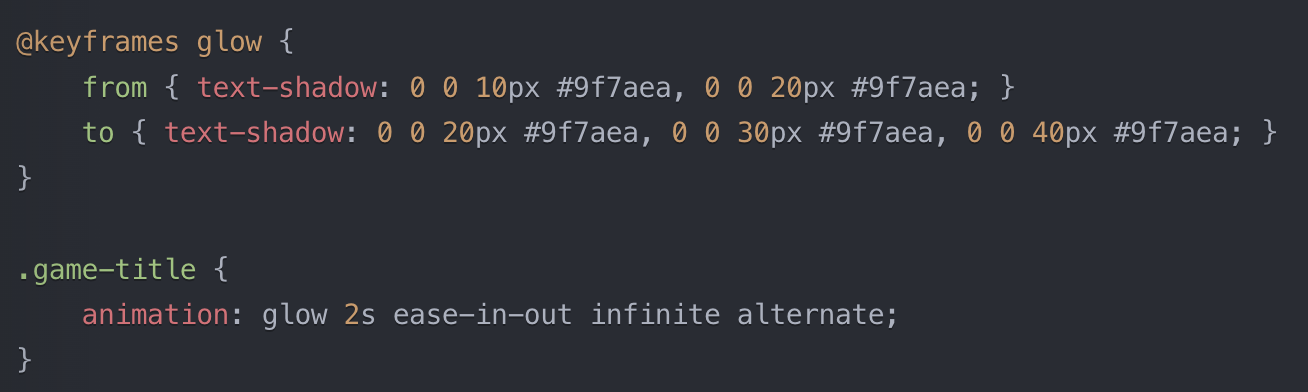 @keyframes glow {
    from { text-shadow: 0 0 10px #9f7aea, 0 0 20px #9f7aea; }
    to { text-shadow: 0 0 20px #9f7aea, 0 0 30px #9f7aea, 0 0 40px #9f7aea; }
}

.game-title {
    animation: glow 2s ease-in-out infinite alternate;
}